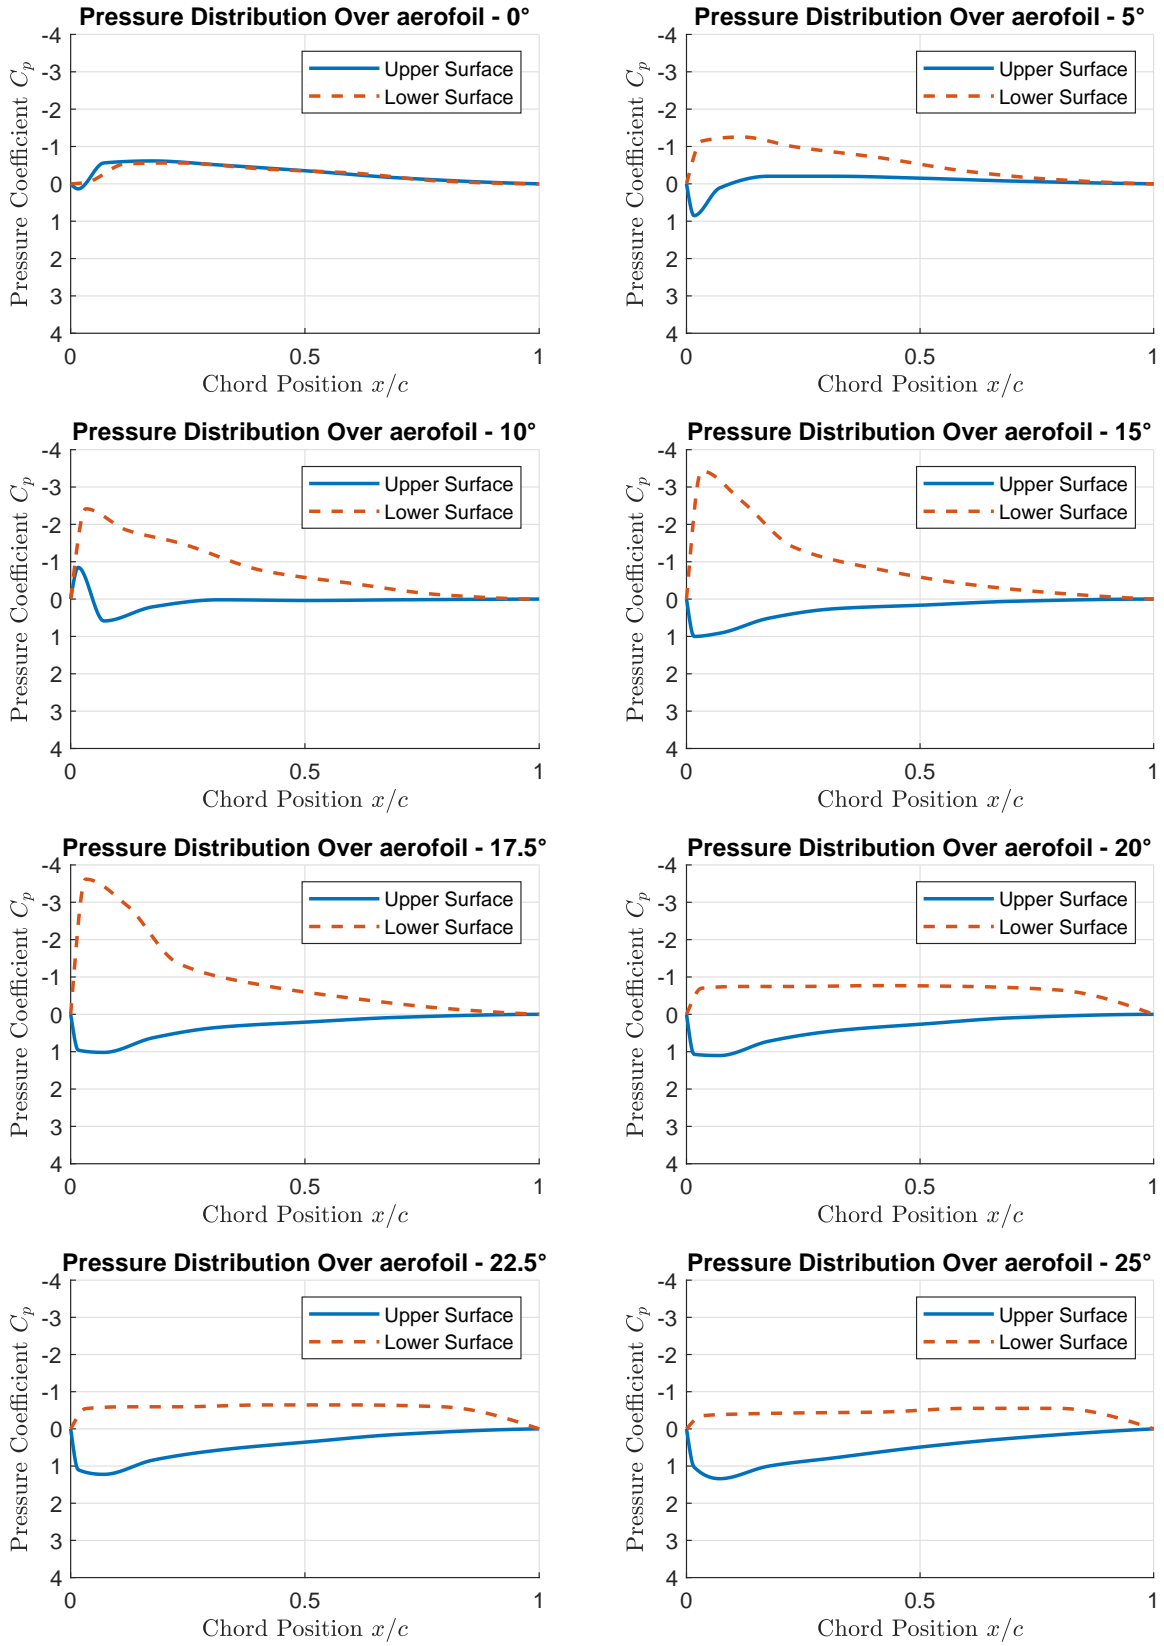 Pressure Distribution Over aerofoil - 0°
-4
-3
-2
-1
0
1
2
3
4
Pressure Coefficient Cp
Upper Surface
Lower Surface
0
0.5
1
Chord Position x/c
Pressure Distribution Over aerofoil - 5°
-4
-3
-2
-1
0
1
2
3
4
Pressure Coefficient Cp
Upper Surface
Lower Surface
0
0.5
1
Chord Position x/c
Pressure Distribution Over aerofoil - 10°
-4
-3
-2
-1
0
1
2
3
4
Pressure Coefficient Cp
Upper Surface
Lower Surface
0
0.5
1
Chord Position x/c
Pressure Distribution Over aerofoil - 15°
-4
-3
-2
-1
0
1
2
3
4
Pressure Coefficient Cp
Upper Surface
Lower Surface
0
0.5
1
Chord Position x/c
Pressure Distribution Over aerofoil - 17.5°
-4
-3
-2
-1
0
1
2
3
4
Pressure Coefficient Cp
Upper Surface
Lower Surface
0
0.5
1
Chord Position x/c
Pressure Distribution Over aerofoil - 20°
-4
-3
-2
-1
0
1
2
3
4
Pressure Coefficient Cp
Upper Surface
Lower Surface
0
0.5
1
Chord Position x/c
Pressure Distribution Over aerofoil - 22.5°
-4
-3
-2
-1
0
1
2
3
4
Pressure Coefficient Cp
Upper Surface
Lower Surface
0
0.5
1
Chord Position x/c
Pressure Distribution Over aerofoil - 25°
-4
-3
-2
-1
0
1
2
3
4
Pressure Coefficient Cp
Upper Surface
Lower Surface
0
0.5
1
Chord Position x/c